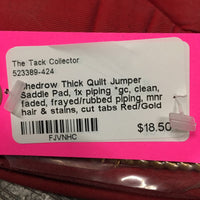 The Tack Collector
523389-424
Shedrow Thick Quilt Jumper
Saddle Pad, 1x piping *gc, clean,
faded, frayed/rubbed piping, mnr
hair & stains, cut tabs Red/Gold
$18.50
FJVNHC